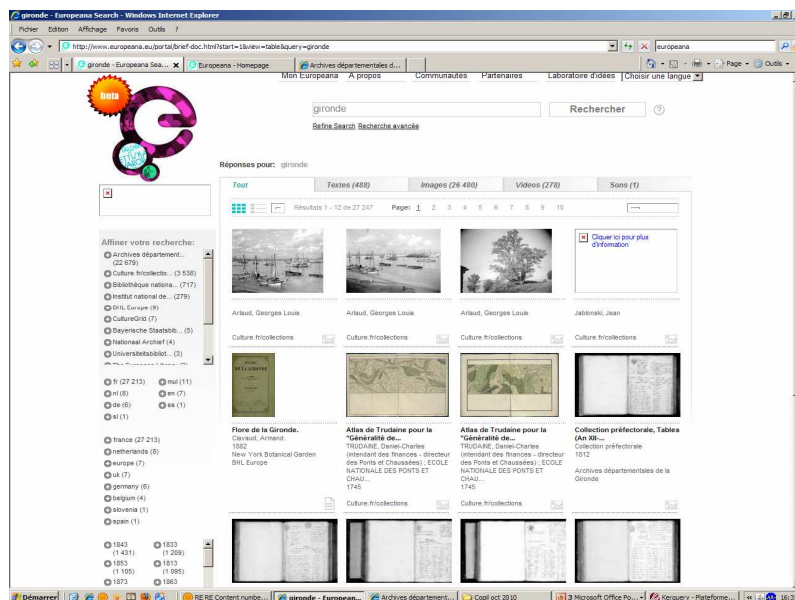 gironde - Europeana Search - Windows Internet Explorer
Fichier Edition Affichage Favoris Outils ?
http://www.europeana.eu/portal/brief-doc.html?start=1&view=table&query=gironde
europeana
gironde - Europeana Sea... x
Europeana - Homepage
Archives départementales d...
Page
Outils
Mon Europeana A propos Communautés Partenaires Laboratoire d'idées Choisir une langue
beta
gironde
Rechercher
?
Refine Search Recherche avancée
Réponses pour: gironde
Tout Textes (488) Images (26 480) Videos (278) Sons (1)
Résultats 1 - 12 de 27 247 Page: 1 2 3 4 5 6 7 8 9 10
Affiner votre recherche:
Archives département...
(22 679)
Culture.fr/collectio... (3 538)
Bibliothèque nationa... (717)
Institut national de... (279)
BHL Europe (9)
CultureGrid (7)
Bayerische Staatsbib... (5)
Nationaal Archief (4)
Universiteitsbibliot... (3)
fr (27 213) mul (11)
nl (8) en (7)
de (6) es (1)
sl (1)
france (27 213)
netherlands (8)
europe (7)
uk (7)
germany (6)
belgium (4)
slovenia (1)
spain (1)
1843
(1 431)
1833
(1 209)
1853
(1 105)
1813
(1 095)
1873 1863
Cliquer ici pour plus
d'information
Arlaud, Georges Louis
Culture.fr/collections
Arlaud, Georges Louis
Culture.fr/collections
Arlaud, Georges Louis
Culture.fr/collections
Jablonski, Jean
Culture.fr/collections
DE LA GIRONDE
Flore de la Gironde.
Clavaud, Armand.
1882
New York Botanical Garden
BHL Europe
Atlas de Trudaine pour la
"Généralité de...
TRUDAINE, Daniel-Charles
(intendant des finances - directeur
des Ponts et Chaussées) ; ECOLE
NATIONALE DES PONTS ET
CHAU...
1745
Culture.fr/collections
Atlas de Trudaine pour la
"Généralité de...
TRUDAINE, Daniel-Charles
(intendant des finances - directeur
des Ponts et Chaussées) ; ECOLE
NATIONALE DES PONTS ET
CHAU...
1745
Culture.fr/collections
Collection préfectorale, Tables
(An XII-...
Collection préfectorale
1812
Archives départementales de la
Gironde
Démarrer
RE RE Content numbe...
gironde - European...
Archives département...
Copil oct 2010
3 Microsoft Office Po...
Kerquery - Plateforme...